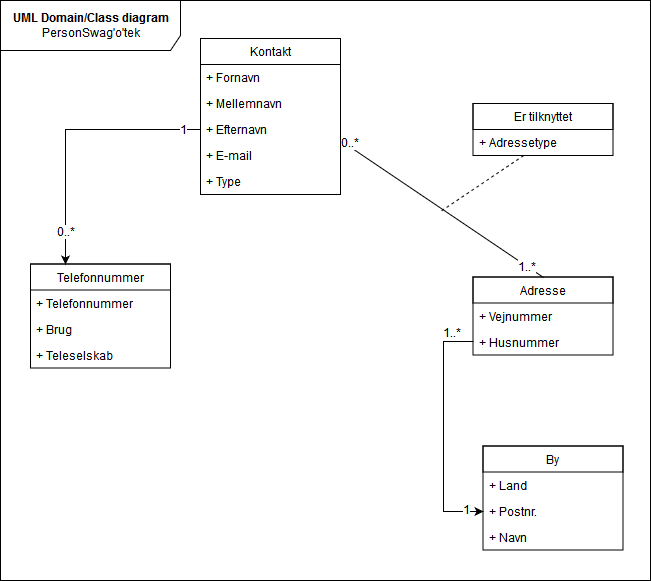 UML Domain/Class diagram
PersonSwag'o'tek
Kontakt
+ Fornavn
+ Mellemnavn
+ Efternavn
+ E-mail
+ Type
1
0..*
0..*
1..*
Er tilknyttet
+ Adressetype
Telefonnummer
+ Telefonnummer
+ Brug
+ Teleselskab
Adresse
+ Vejnummer
+ Husnummer
1..*
1
By
+ Land
+ Postnr.
+ Navn